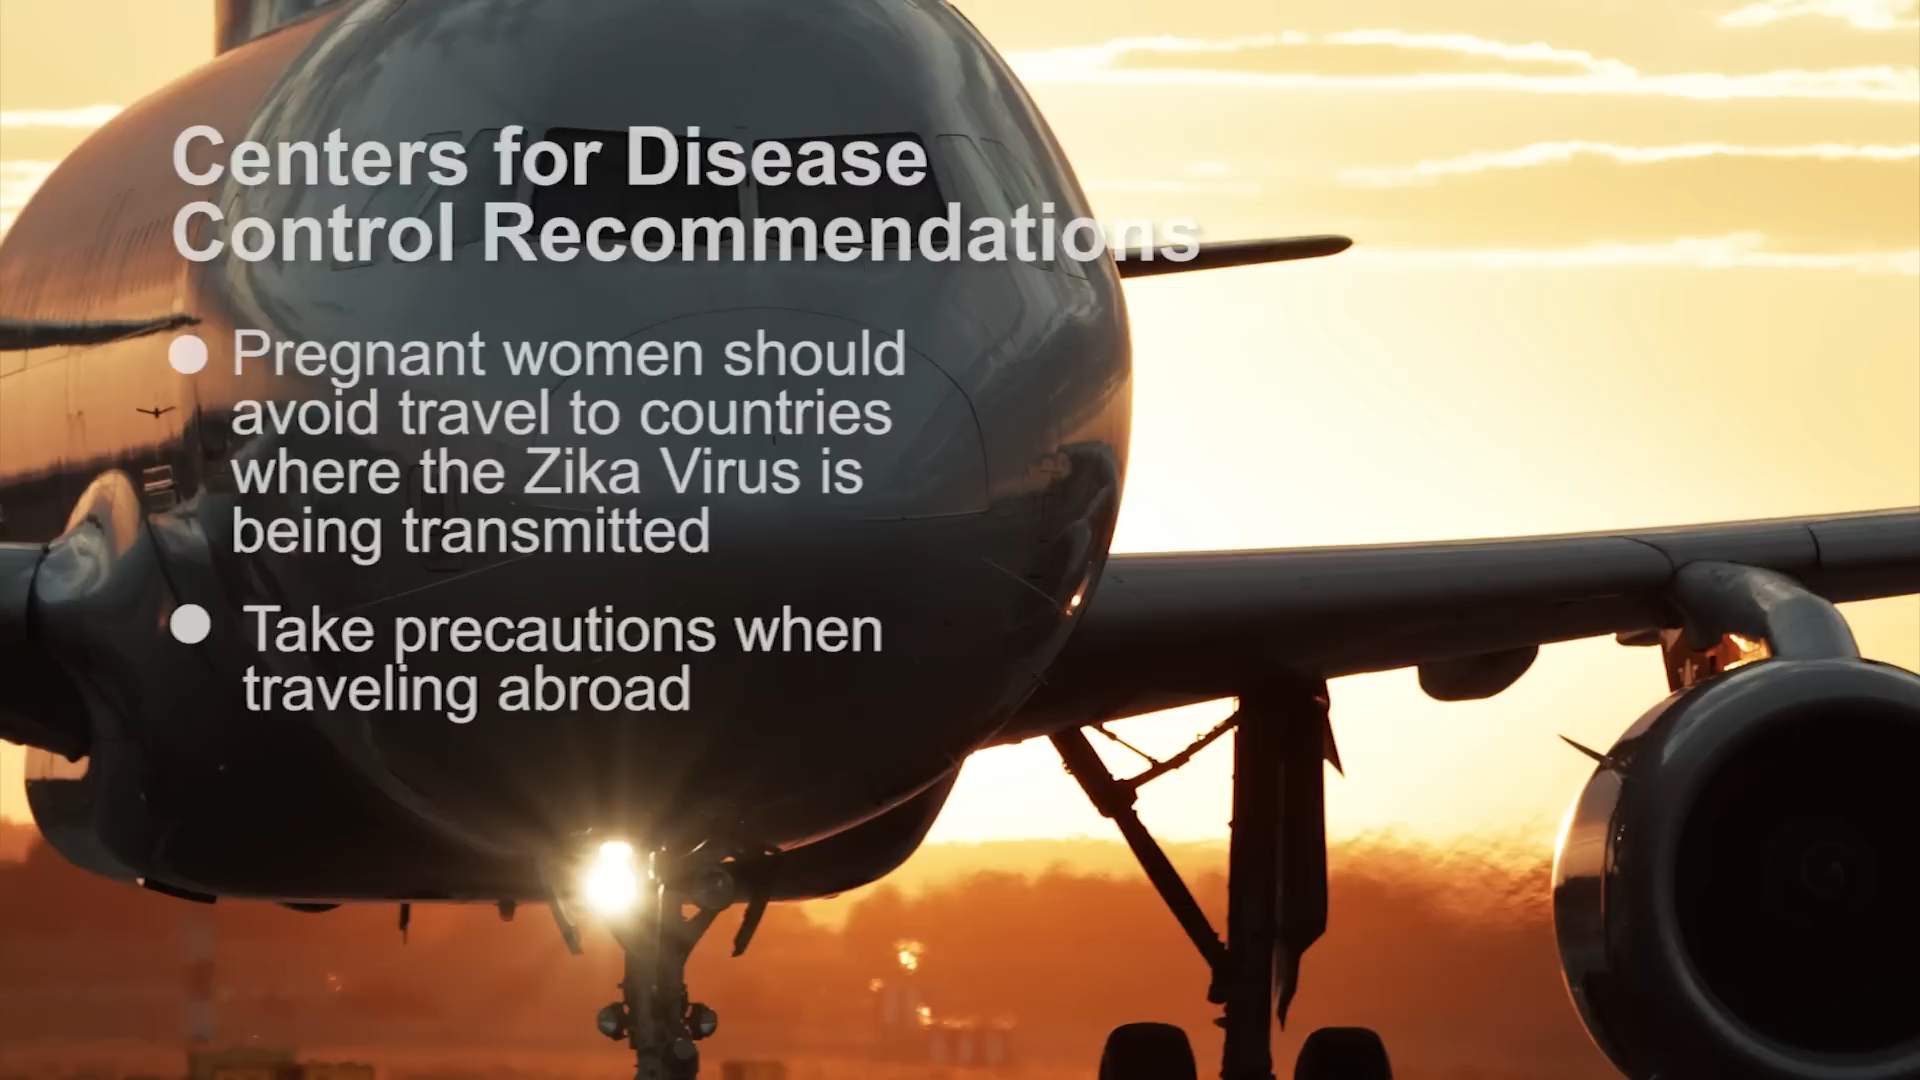 Centers for Disease
Control Recommendations
Pregnant women should
avoid travel to countries
where the Zika Virus is
being transmitted
Take precautions when
traveling abroad